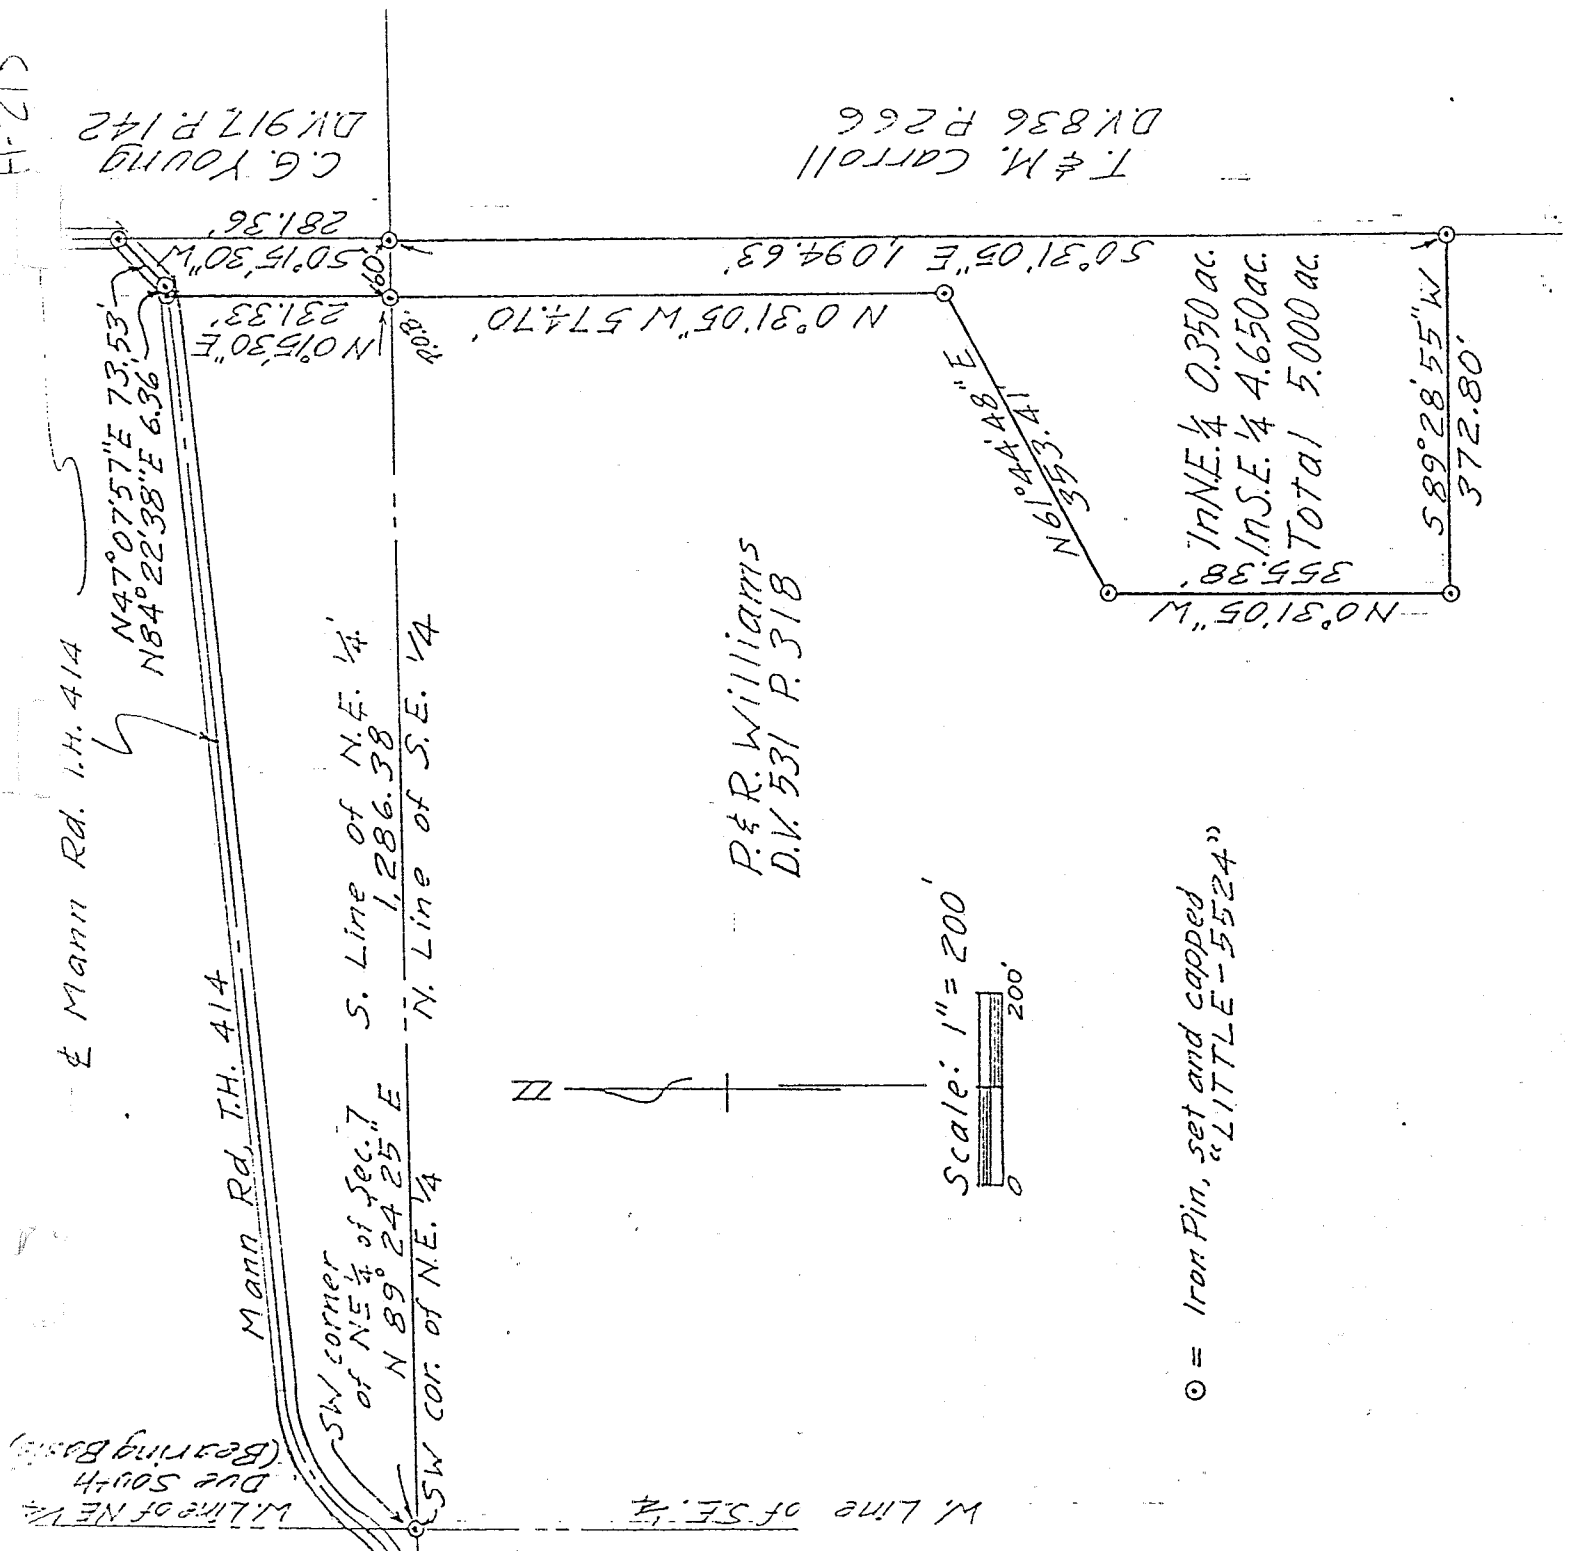 C.G. Young
D.V. 917, P. 142
T. & M. Carroll
D.V. 836 P. 266
S 0°15'30" W
281.36'
60'
S 0°31'05" E 1,094.63'
N 47°07'57" E 73.53'
N 84°22'38" E 6.36'
N 0°15'30" E
231.33'
P.O.B.
N 0°31'05" W 574.70'
N 61°44'48" E
353.41'
In N.E. ¼ 0.350 ac.
In S.E. ¼ 4.650 ac.
Total 5.000 ac.
S 89°28'55" W
372.80'
N 0°31'05" W
355.38'
℄ Mann Rd. T.H. 414
Mann Rd, T.H. 414
S. Line of N.E. ¼
N 89° 24 25" E 1,286.38'
N. Line of S.E. ¼
SW corner
of NE ¼ of Sec. 7
SW cor. of N.E. ¼
P. & R. Williams
D.V. 531 P. 318
N
Scale: 1" = 200'
0 200'
= Iron Pin, set and capped
"LITTLE-5524"
W. Line of NE ¼
Due South
(Bearing Basis)
W. Line of S.E. ¼